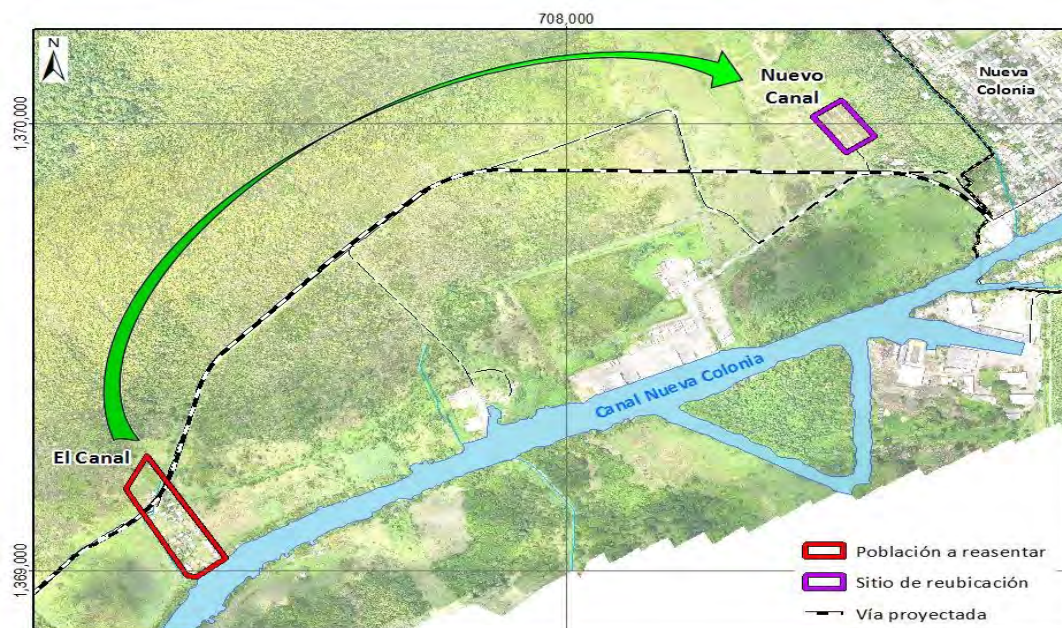 708,000
N
Nuevo
Canal
Nueva
Colonia
1,370,000
Canal Nueva Colonia
El Canal
1,369,000
Población a reasentar
Sitio de reubicación
Vía proyectada